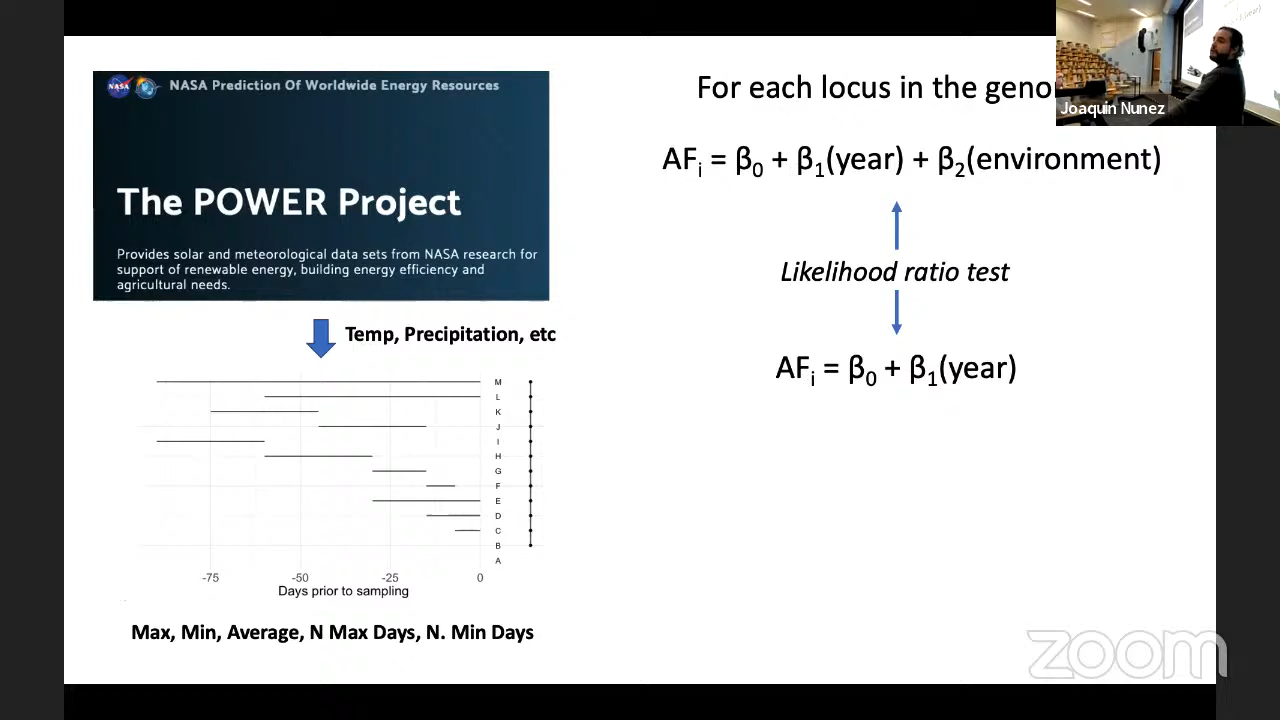 NASA Prediction Of Worldwide Energy Resources
The POWER Project
Provides solar and meteorological data sets from NASA research for
support of renewable energy, building energy efficiency and
agricultural needs.
Temp, Precipitation, etc
M
L
K
J
I
H
G
F
E
D
C
B
A
-75 -50 -25 0
Days prior to sampling
Max, Min, Average, N Max Days, N. Min Days
For each locus in the geno
AFi = β0 + β1(year) + β2(environment)
Likelihood ratio test
AFi = β0 + β1(year)
Joaquin Nunez
zoom